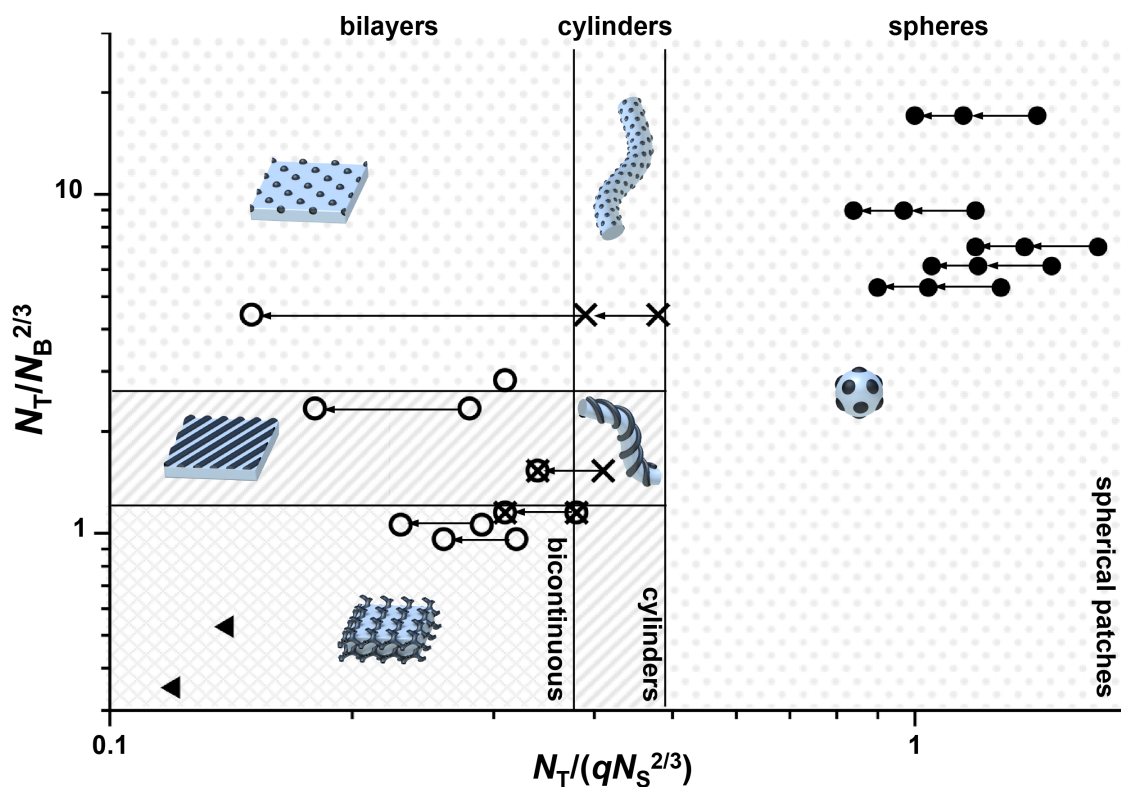 bilayers cylinders spheres
10
1
N_T/N_B^{2/3}
bicontinuous
cylinders
spherical patches
0.1 1
N_T/(qN_S^{2/3})